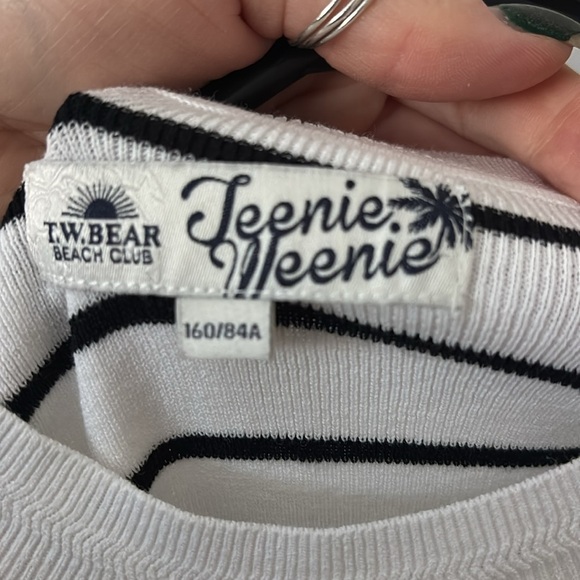 T.W.BEAR
BEACH CLUB
Teenie
Weenie
160/84A